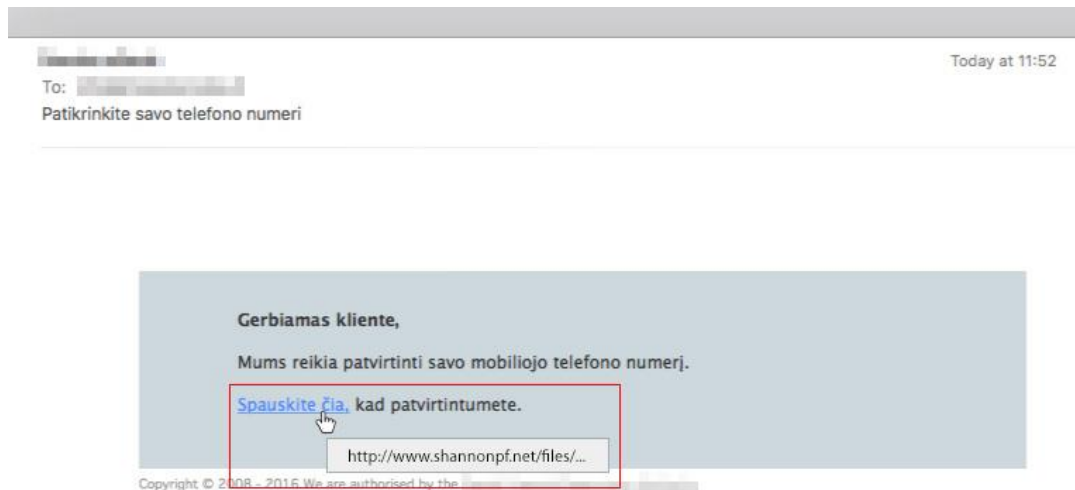 Today at 11:52
To:
Patikrinkite savo telefono numeri
Gerbiamas kliente,
Mums reikia patvirtinti savo mobiliojo telefono numerį.
Spauskite čia, kad patvirtintumete.
http://www.shannonpf.net/files/...
Copyright © 2008 - 2016 We are authorised by the